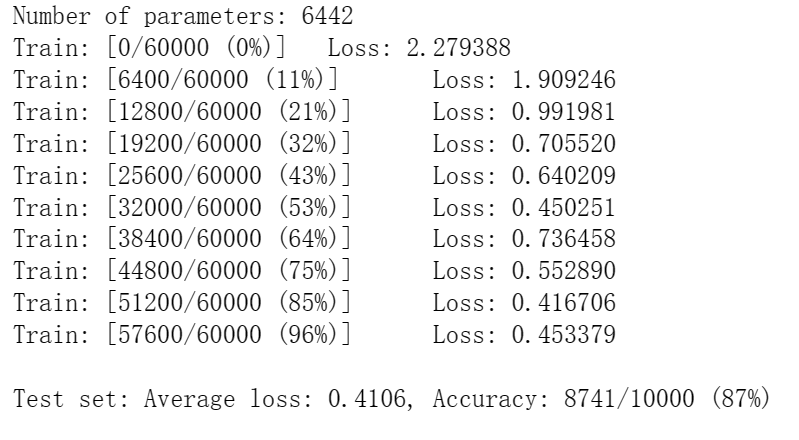 Number of parameters: 6442
Train: [0/60000 (0%)] Loss: 2.279388
Train: [6400/60000 (11%)] Loss: 1.909246
Train: [12800/60000 (21%)] Loss: 0.991981
Train: [19200/60000 (32%)] Loss: 0.705520
Train: [25600/60000 (43%)] Loss: 0.640209
Train: [32000/60000 (53%)] Loss: 0.450251
Train: [38400/60000 (64%)] Loss: 0.736458
Train: [44800/60000 (75%)] Loss: 0.552890
Train: [51200/60000 (85%)] Loss: 0.416706
Train: [57600/60000 (96%)] Loss: 0.453379
Test set: Average loss: 0.4106, Accuracy: 8741/10000 (87%)